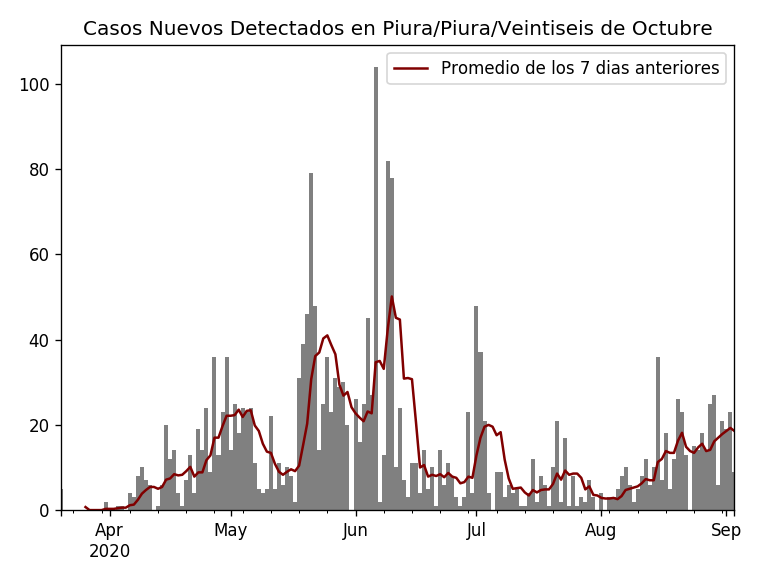 Casos Nuevos Detectados en Piura/Piura/Veintiseis de Octubre
Promedio de los 7 dias anteriores
100
80
60
40
20
0
Apr May Jun Jul Aug Sep
2020